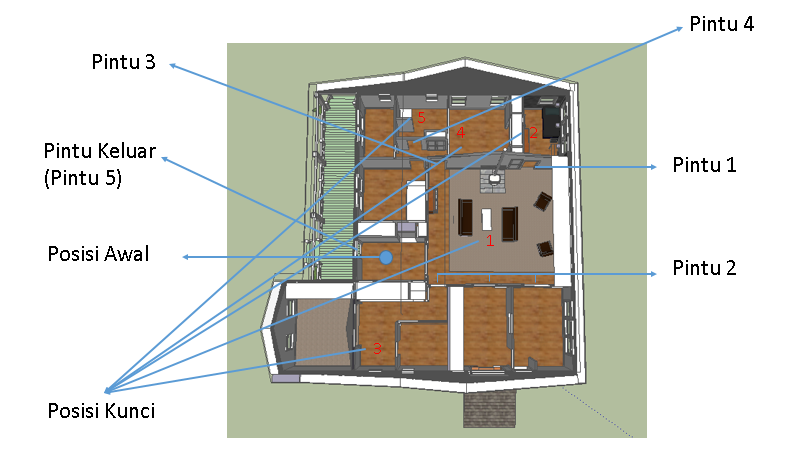 Pintu 4
Pintu 3
5
4
2
Pintu Keluar
(Pintu 5)
Pintu 1
1
Posisi Awal
Pintu 2
3
Posisi Kunci